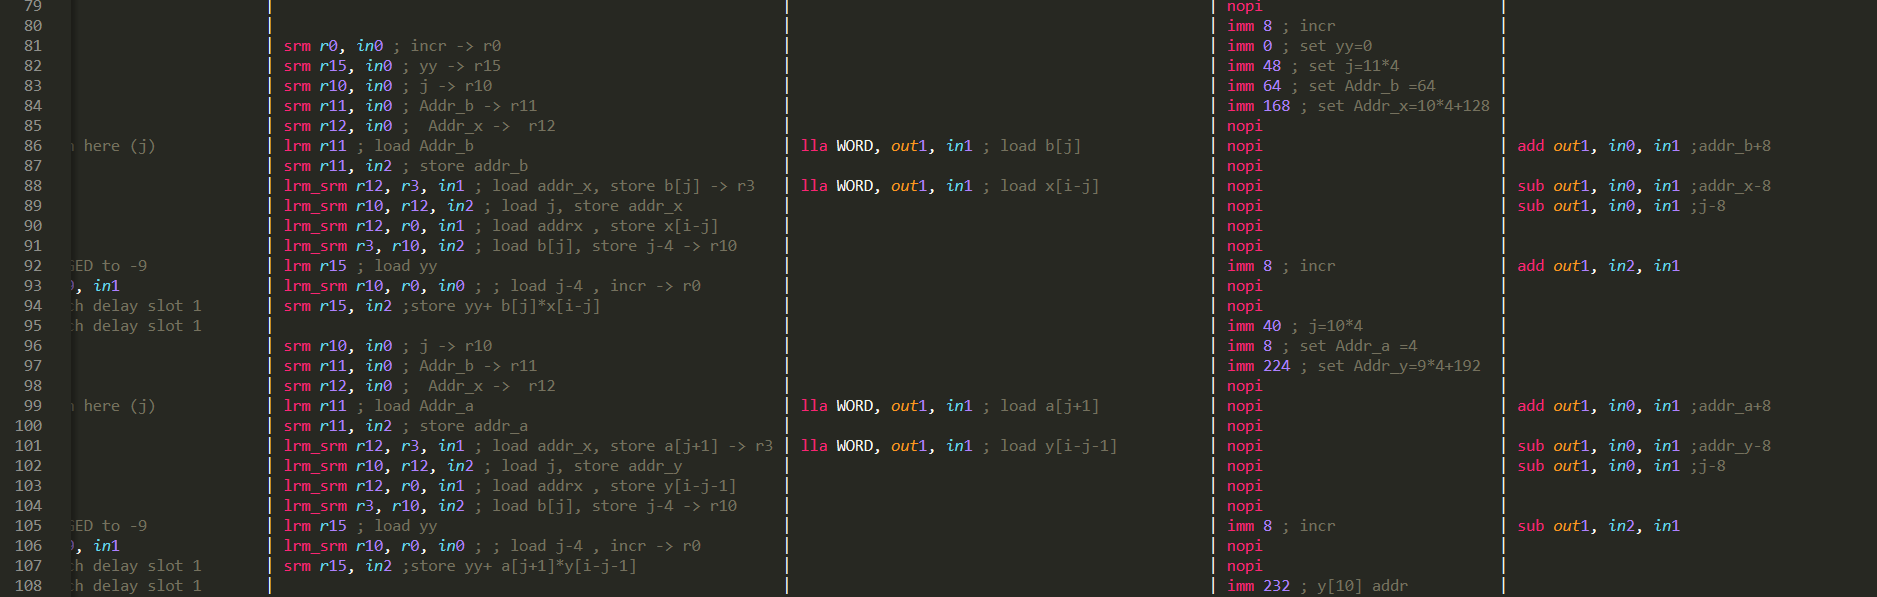 79 | | | nopi |
80 | | | imm 8 ; incr |
81 | srm r0, in0 ; incr -> r0 | | imm 0 ; set yy=0 |
82 | srm r15, in0 ; yy -> r15 | | imm 48 ; set j=11*4 |
83 | srm r10, in0 ; j -> r10 | | imm 64 ; set Addr_b =64 |
84 | srm r11, in0 ; Addr_b -> r11 | | imm 168 ; set Addr_x=10*4+128 |
85 | srm r12, in0 ;  Addr_x ->  r12 | | nopi |
86 here (j) | lrm r11 ; load Addr_b | lla WORD, out1, in1 ; load b[j] | nopi | add out1, in0, in1 ;addr_b+8
87 | srm r11, in2 ; store addr_b | | nopi |
88 | lrm_srm r12, r3, in1 ; load addr_x, store b[j] -> r3 | lla WORD, out1, in1 ; load x[i-j] | nopi | sub out1, in0, in1 ;addr_x-8
89 | lrm_srm r10, r12, in2 ; load j, store addr_x | | nopi | sub out1, in0, in1 ;j-8
90 | lrm_srm r12, r0, in1 ; load addrx , store x[i-j] | | nopi |
91 | lrm_srm r3, r10, in2 ; load b[j], store j-4 -> r10 | | nopi |
92 GED to -9 | lrm r15 ; load yy | | imm 8 ; incr | add out1, in2, in1
93 , in1 | lrm_srm r10, r0, in0 ; ; load j-4 , incr -> r0 | | nopi |
94 ch delay slot 1 | srm r15, in2 ;store yy+ b[j]*x[i-j] | | nopi |
95 ch delay slot 1 | | | imm 40 ; j=10*4 |
96 | srm r10, in0 ; j -> r10 | | imm 8 ; set Addr_a =4 |
97 | srm r11, in0 ; Addr_b -> r11 | | imm 224 ; set Addr_y=9*4+192 |
98 | srm r12, in0 ;  Addr_x ->  r12 | | nopi |
99 here (j) | lrm r11 ; load Addr_a | lla WORD, out1, in1 ; load a[j+1] | nopi | add out1, in0, in1 ;addr_a+8
100 | srm r11, in2 ; store addr_a | | nopi |
101 | lrm_srm r12, r3, in1 ; load addr_x, store a[j+1] -> r3 | lla WORD, out1, in1 ; load y[i-j-1] | nopi | sub out1, in0, in1 ;addr_y-8
102 | lrm_srm r10, r12, in2 ; load j, store addr_y | | nopi | sub out1, in0, in1 ;j-8
103 | lrm_srm r12, r0, in1 ; load addrx , store y[i-j-1] | | nopi |
104 | lrm_srm r3, r10, in2 ; load b[j], store j-4 -> r10 | | nopi |
105 GED to -9 | lrm r15 ; load yy | | imm 8 ; incr | sub out1, in2, in1
106 , in1 | lrm_srm r10, r0, in0 ; ; load j-4 , incr -> r0 | | nopi |
107 ch delay slot 1 | srm r15, in2 ;store yy+ a[j+1]*y[i-j-1] | | nopi |
108 ch delay slot 1 | | | imm 232 ; y[10] addr |